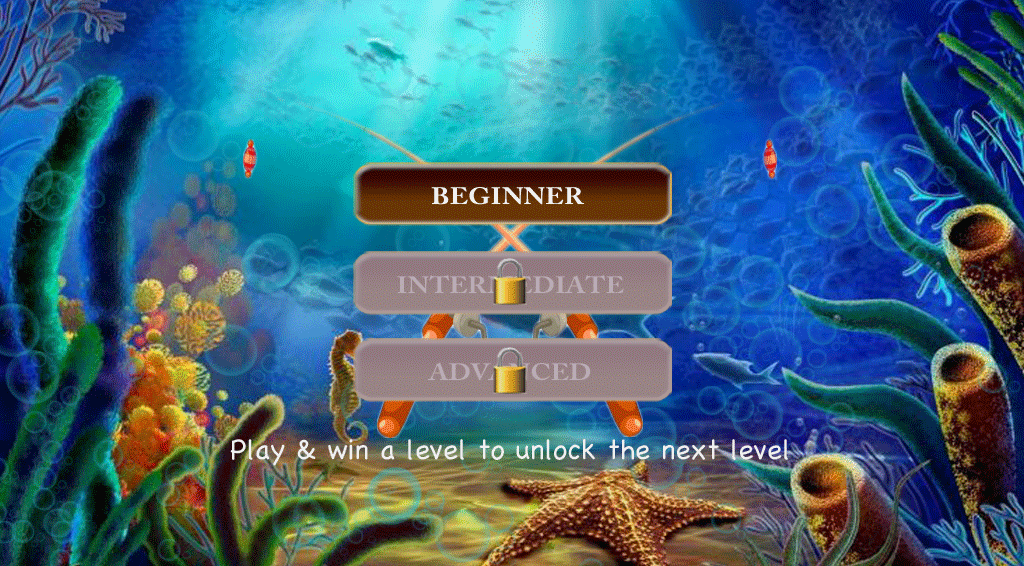 BEGINNER
INTERMEDIATE
ADVANCED
Play & win a level to unlock the next level